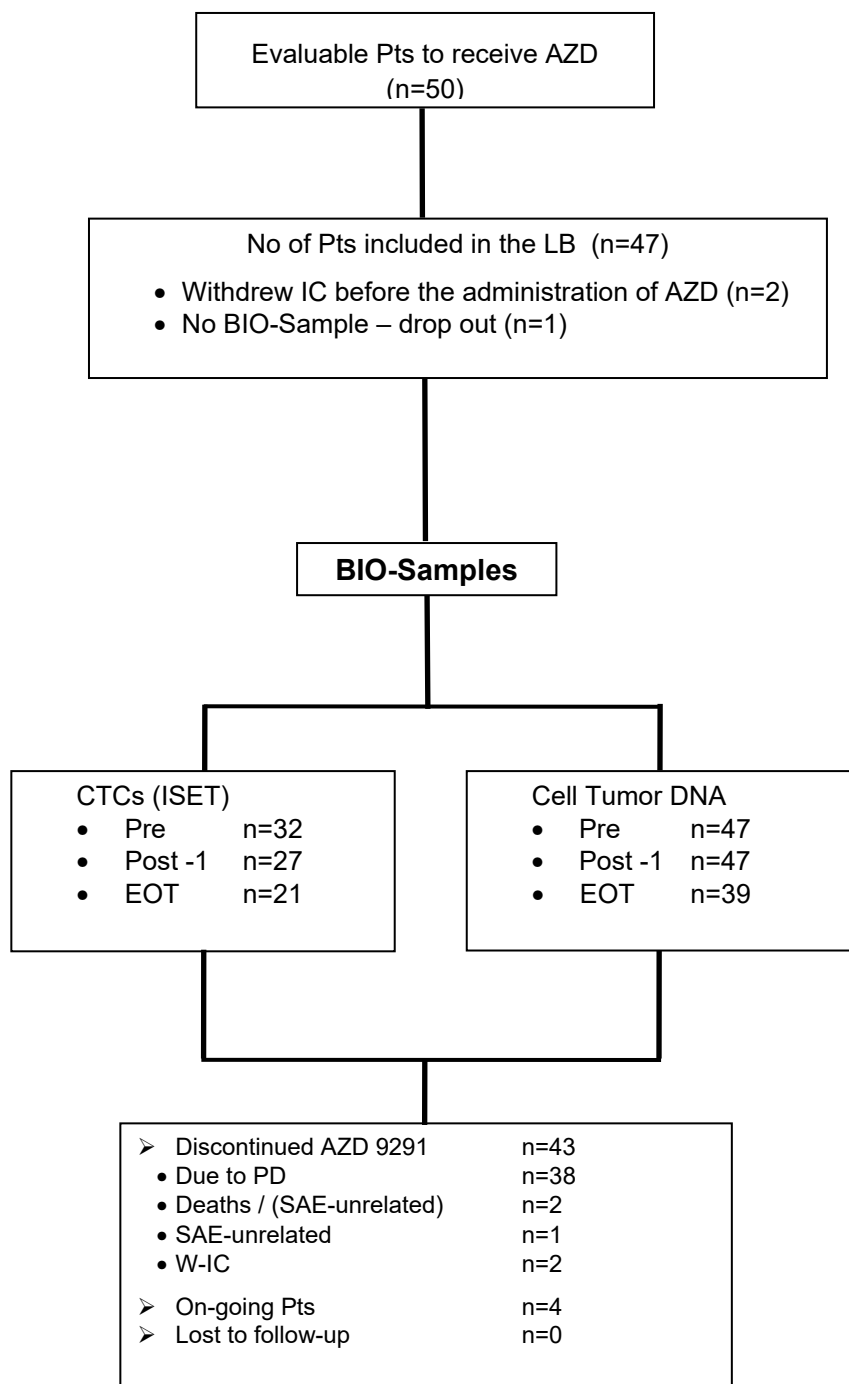 Evaluable Pts to receive AZD
(n=50)
No of Pts included in the LB (n=47)
• Withdrew IC before the administration of AZD (n=2)
• No BIO-Sample – drop out (n=1)
BIO-Samples
CTCs (ISET)
• Pre n=32
• Post -1 n=27
• EOT n=21
Cell Tumor DNA
• Pre n=47
• Post -1 n=47
• EOT n=39
➢ Discontinued AZD 9291 n=43
• Due to PD n=38
• Deaths / (SAE-unrelated) n=2
• SAE-unrelated n=1
• W-IC n=2
➢ On-going Pts n=4
➢ Lost to follow-up n=0